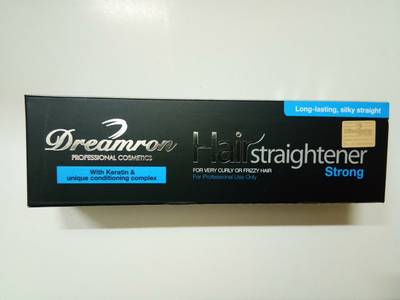 Long-lasting, silky straight
Dreamron
PROFESSIONAL COSMETICS
With Keratin &
unique conditioning complex
Hair straightener
FOR VERY CURLY OR FRIZZY HAIR
For Professional Use Only
Strong